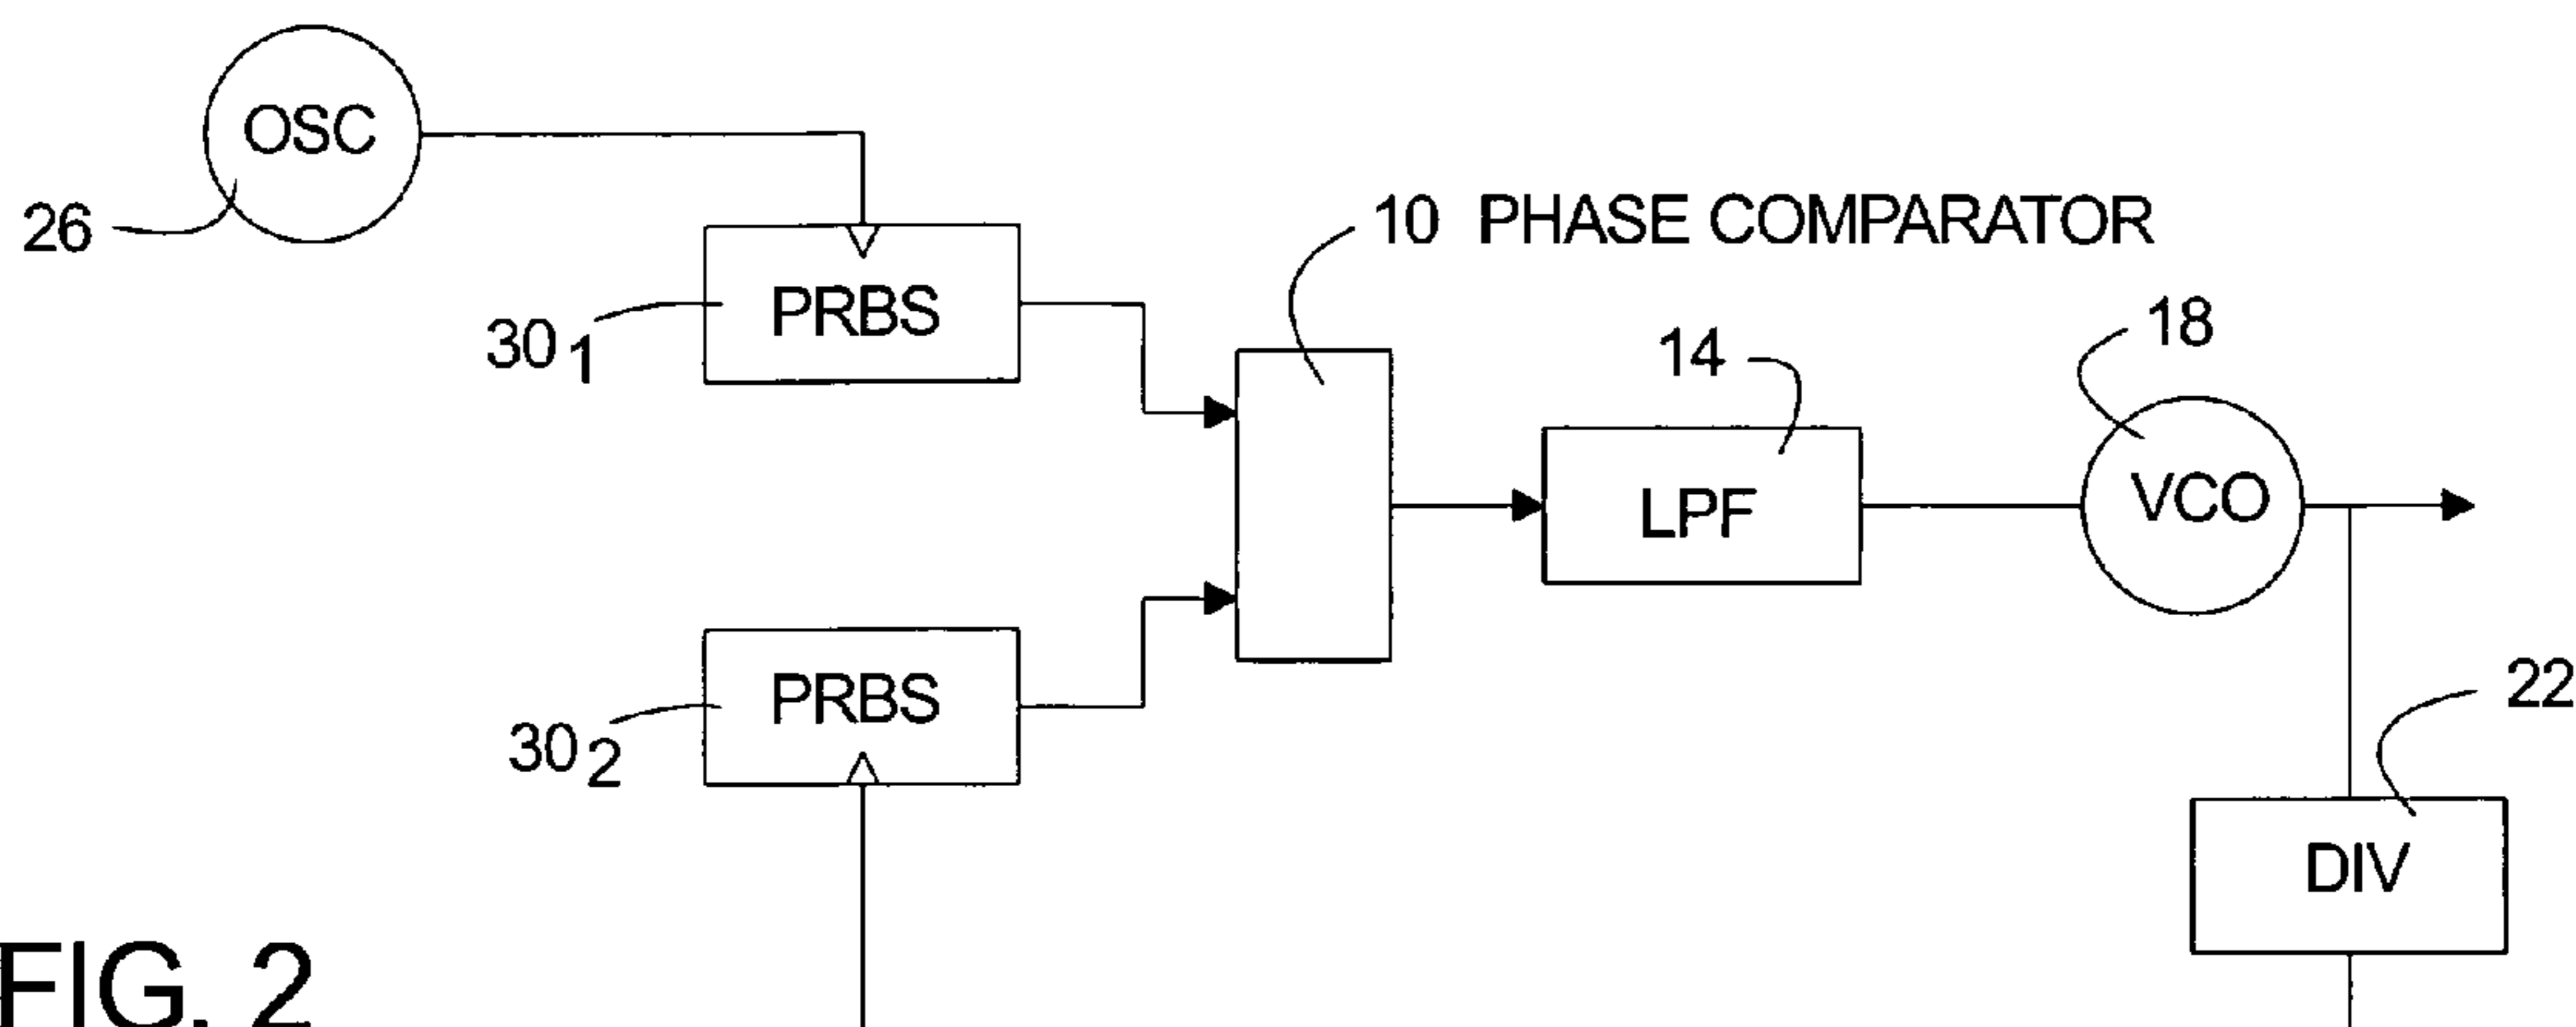 OSC
26
10 PHASE COMPARATOR
PRBS
30 1
18
14
LPF
VCO
PRBS
30 2
22
DIV
FIG. 2